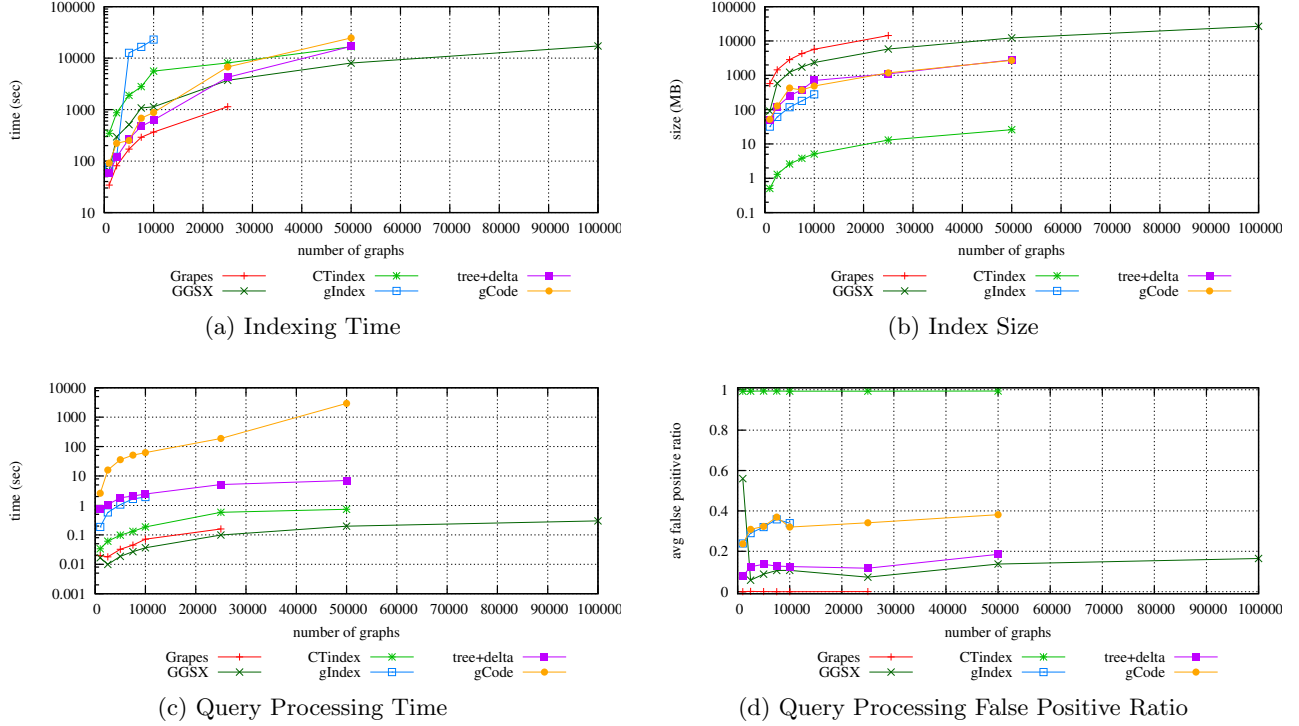 100000
10000
1000
100
10
time (sec)
0 10000 20000 30000 40000 50000 60000 70000 80000 90000 100000
number of graphs
Grapes CTindex tree+delta
GGSX gIndex gCode
(a) Indexing Time
10000
1000
100
10
1
0.1
size (MB)
0 10000 20000 30000 40000 50000 60000 70000 80000 90000 100000
number of graphs
Grapes CTindex tree+delta
GGSX gIndex gCode
(b) Index Size
10000
1000
100
10
1
0.1
0.01
0.001
time (sec)
0 10000 20000 30000 40000 50000 60000 70000 80000 90000 100000
number of graphs
Grapes CTindex tree+delta
GGSX gIndex gCode
(c) Query Processing Time
1
0.8
0.6
0.4
0.2
0
avg false positive ratio
0 10000 20000 30000 40000 50000 60000 70000 80000 90000 100000
number of graphs
Grapes CTindex tree+delta
GGSX gIndex gCode
(d) Query Processing False Positive Ratio